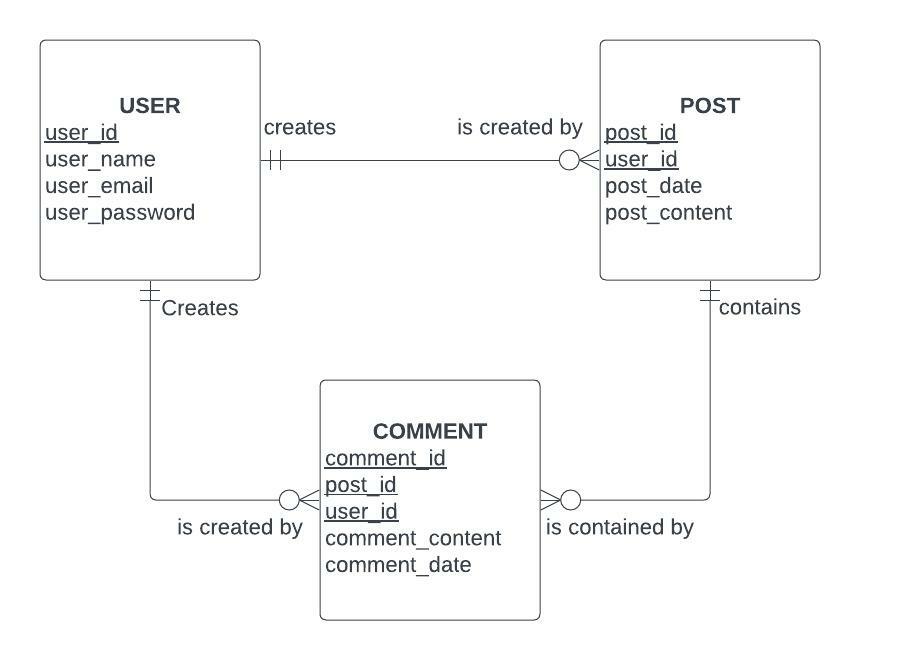 USER
user_id
user_name
user_email
user_password
creates
is created by
POST
post_id
user_id
post_date
post_content
Creates
contains
COMMENT
comment_id
post_id
user_id
comment_content
comment_date
is created by
is contained by